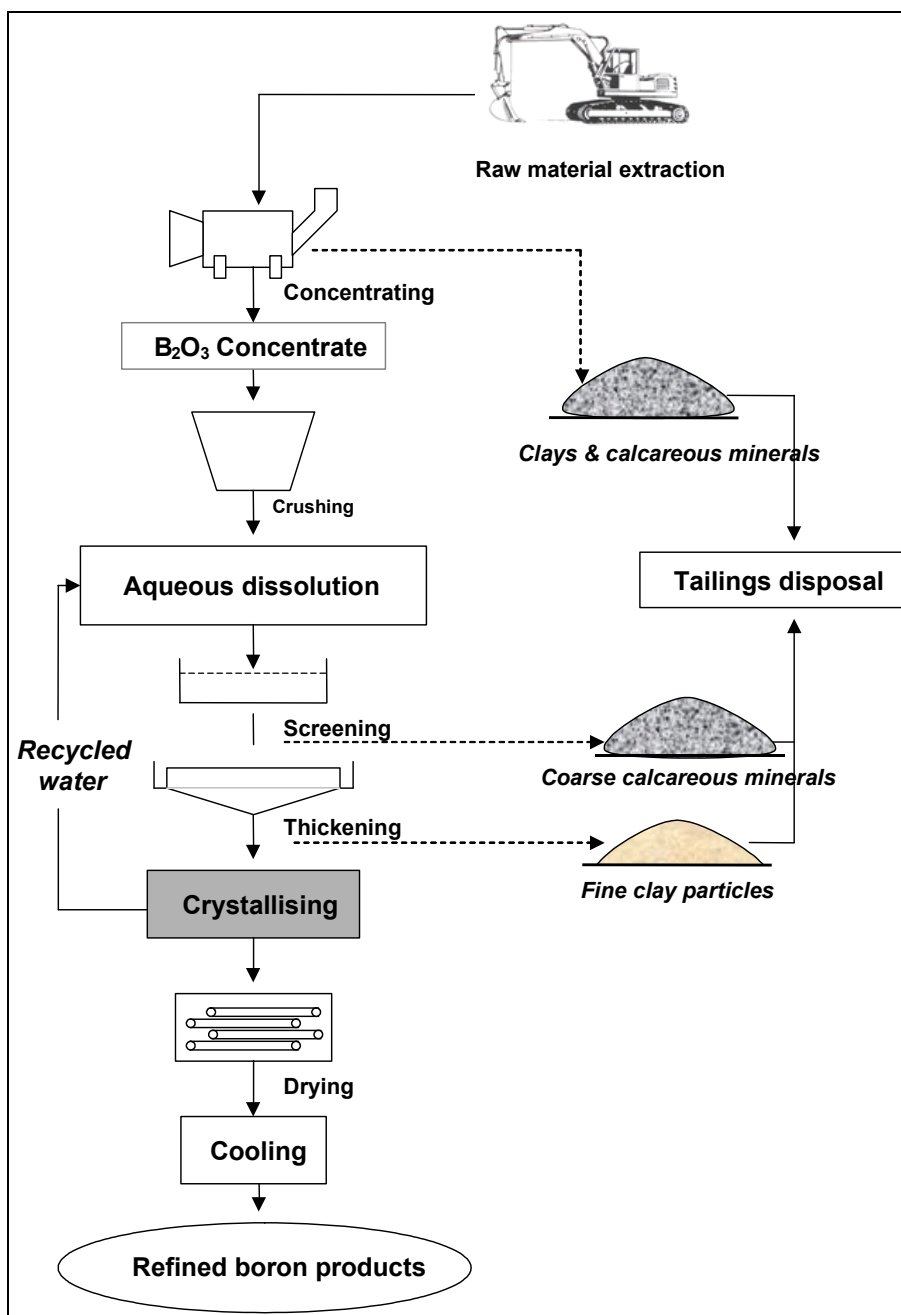 Raw material extraction
Concentrating
B₂O₃ Concentrate
Clays & calcareous minerals
Crushing
Aqueous dissolution
Tailings disposal
Screening
Recycled
water
Coarse calcareous minerals
Thickening
Fine clay particles
Crystallising
Drying
Cooling
Refined boron products